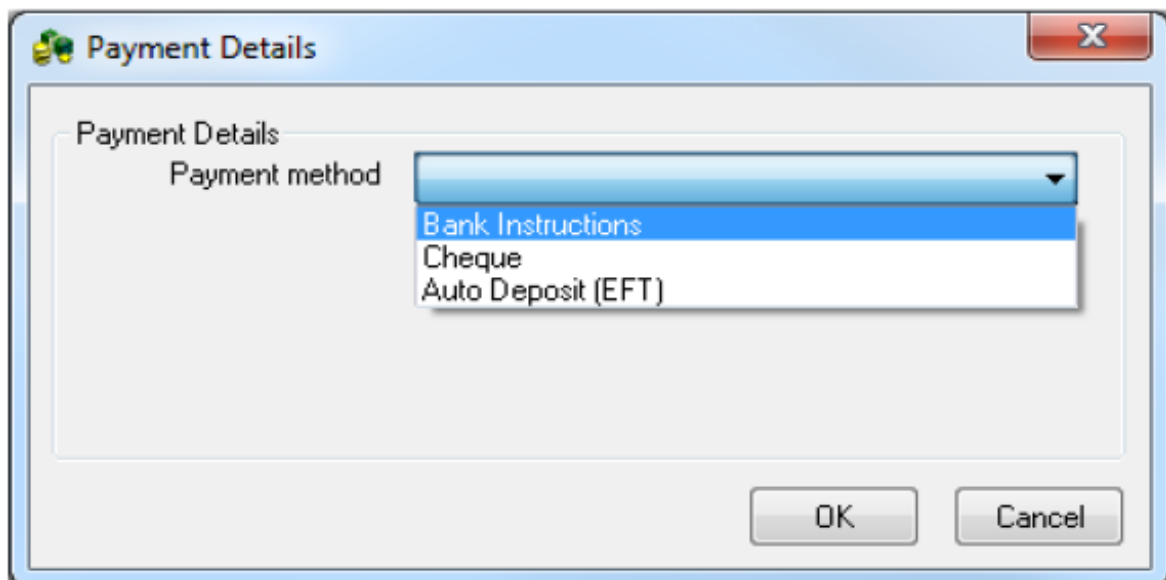 Payment Details
Payment Details
Payment method
Bank Instructions
Cheque
Auto Deposit (EFT)
OK Cancel